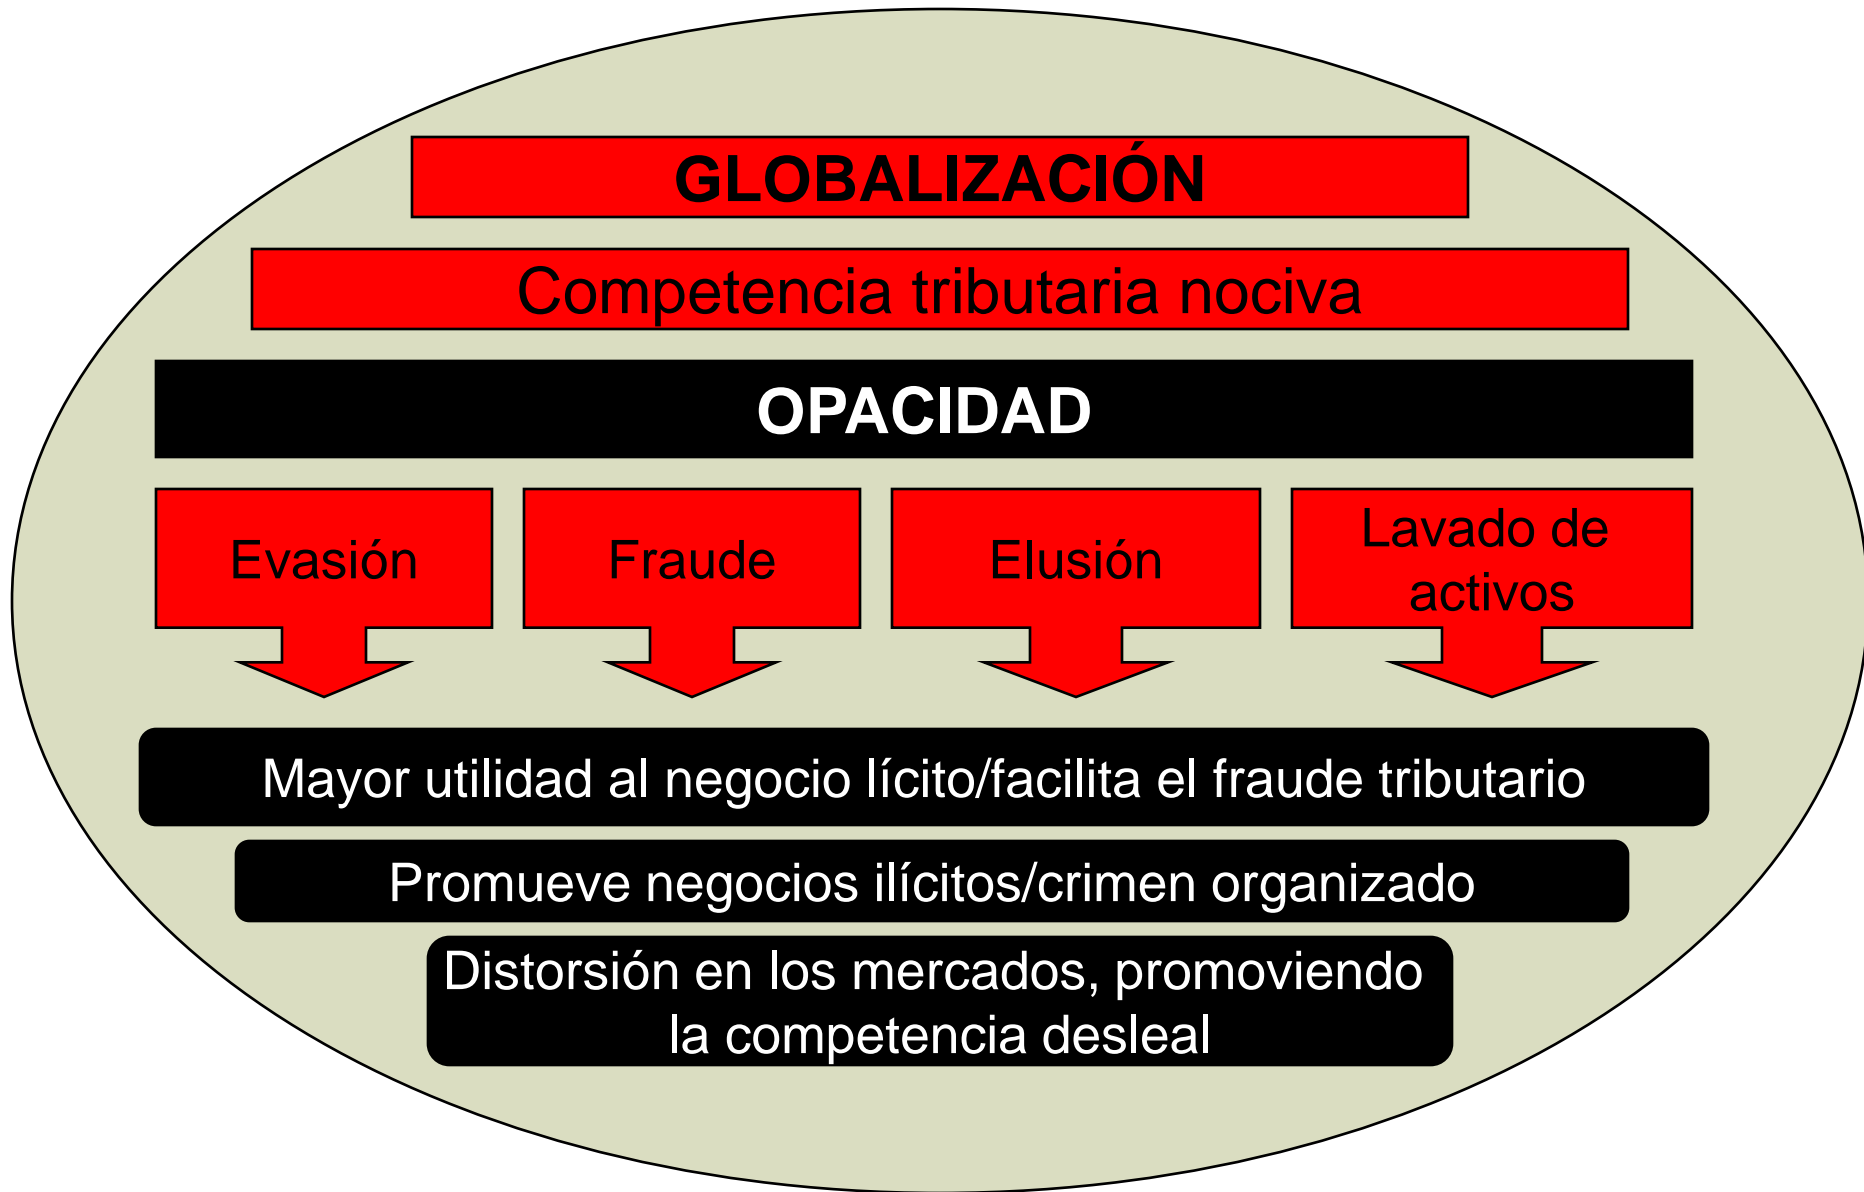 GLOBALIZACIÓN
Competencia tributaria nociva
OPACIDAD
Evasión
Fraude
Elusión
Lavado de
activos
Mayor utilidad al negocio lícito/facilita el fraude tributario
Promueve negocios ilícitos/crimen organizado
Distorsión en los mercados, promoviendo
la competencia desleal